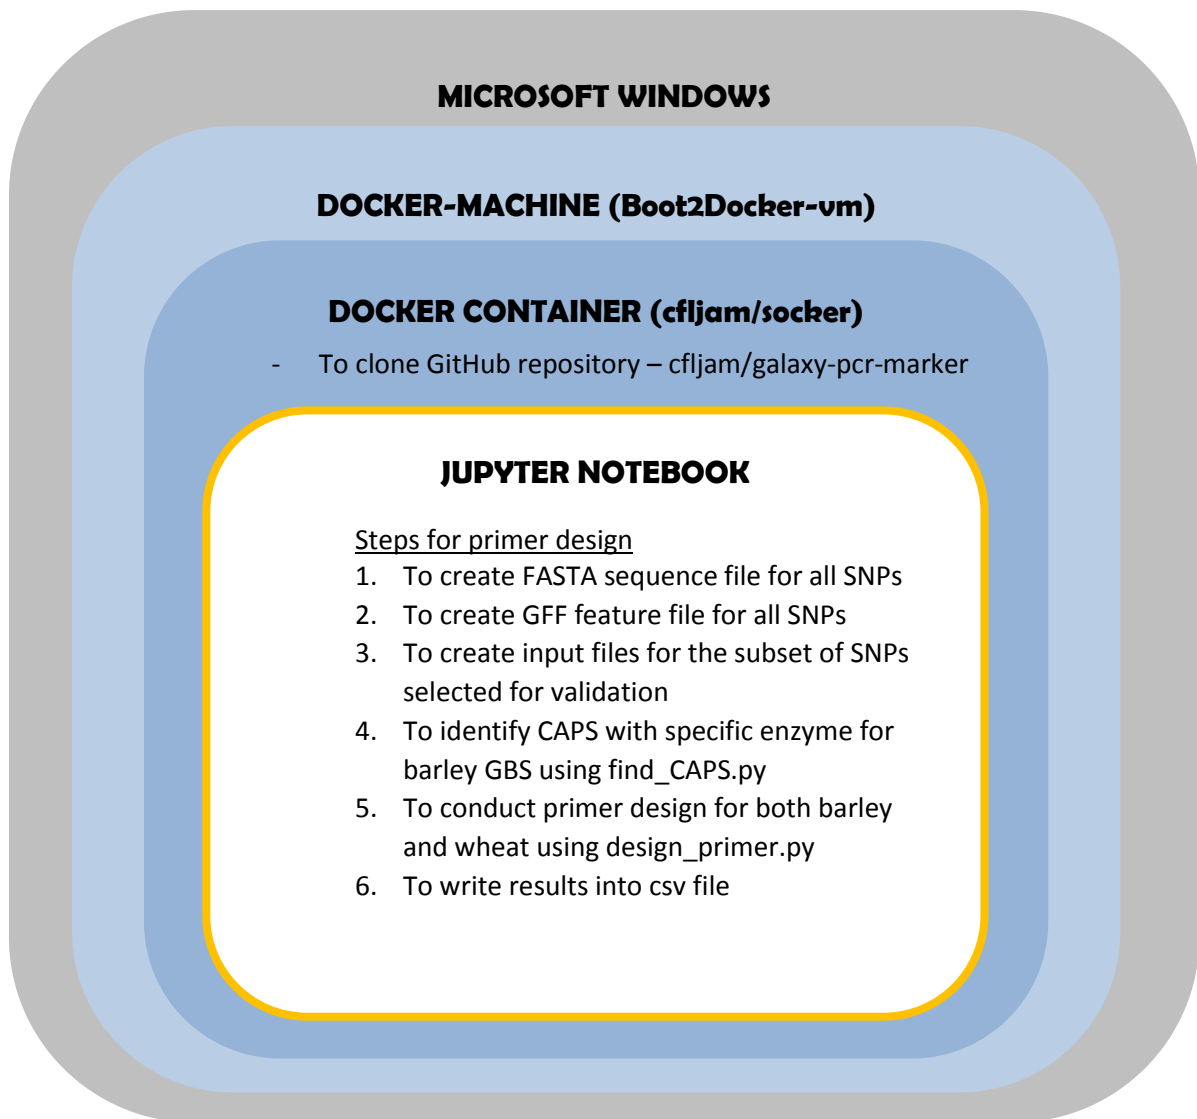 MICROSOFT WINDOWS
DOCKER-MACHINE (Boot2Docker-vm)
DOCKER CONTAINER (cfljam/socker)
- To clone GitHub repository – cfljam/galaxy-pcr-marker
JUPYTER NOTEBOOK
Steps for primer design
1. To create FASTA sequence file for all SNPs
2. To create GFF feature file for all SNPs
3. To create input files for the subset of SNPs
selected for validation
4. To identify CAPS with specific enzyme for
barley GBS using find_CAPS.py
5. To conduct primer design for both barley
and wheat using design_primer.py
6. To write results into csv file